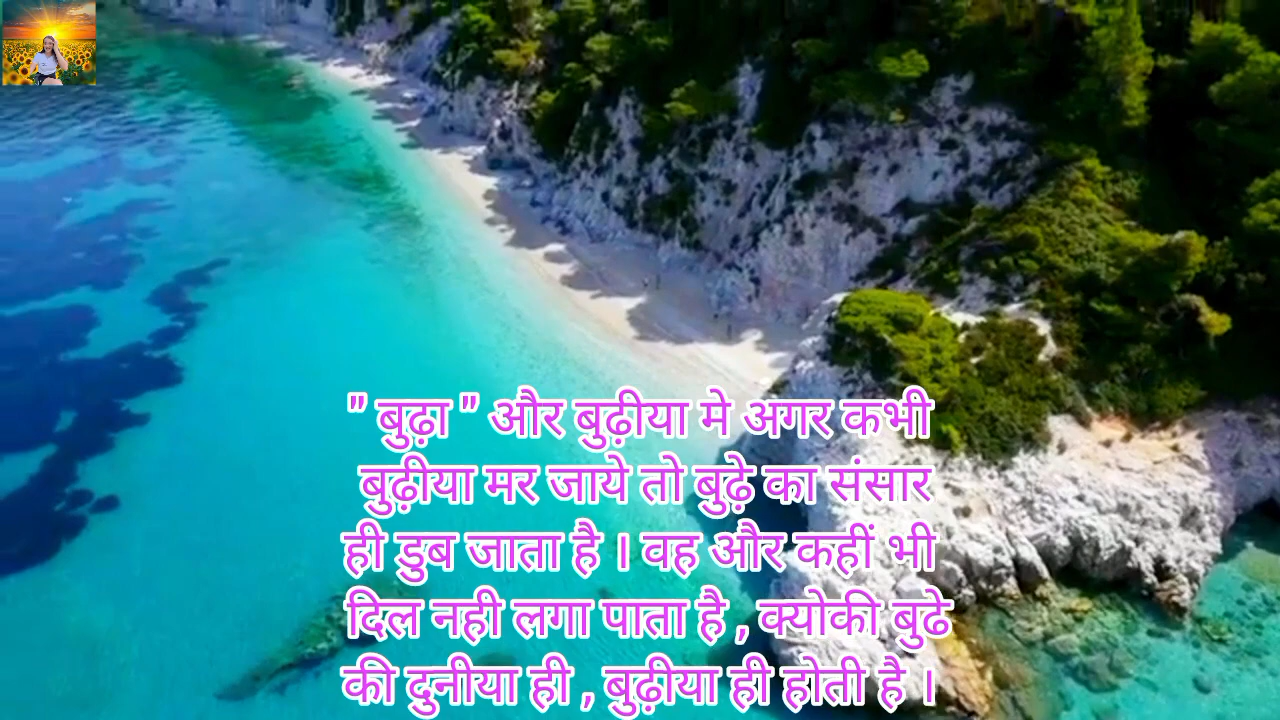 " बुढ़ा " और बुढ़ीया मे अगर कभी
बुढ़ीया मर जाये तो बुढ़े का संसार
ही डुब जाता है । वह और कहीं भी
दिल नही लगा पाता है , क्योकी बुढे
की दुनीया ही , बुढ़ीया ही होती है ।